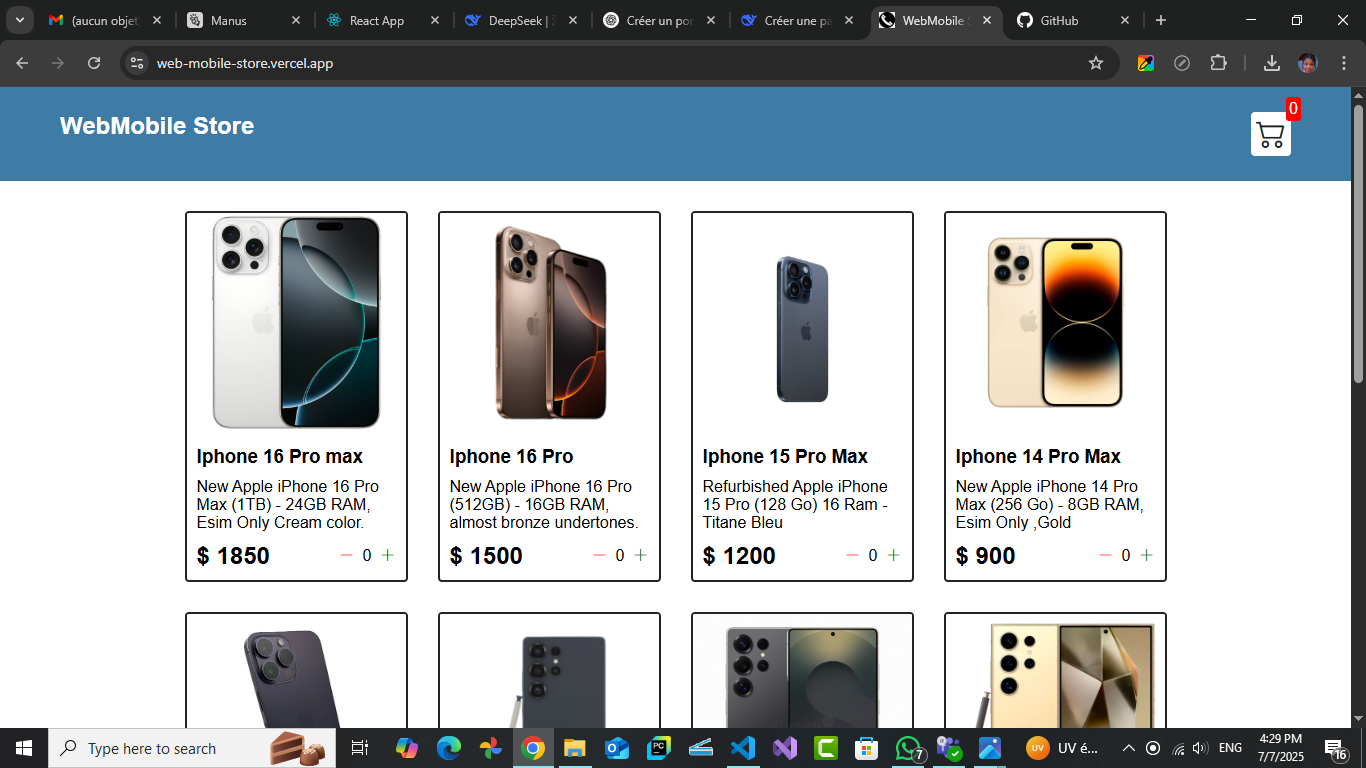 (aucun objet
Manus
React App
DeepSeek |
Créer un por
Créer une pa
WebMobile S
GitHub
web-mobile-store.vercel.app
WebMobile Store
0
Iphone 16 Pro max
New Apple iPhone 16 Pro
Max (1TB) - 24GB RAM,
Esim Only Cream color.
$ 1850
0
Iphone 16 Pro
New Apple iPhone 16 Pro
(512GB) - 16GB RAM,
almost bronze undertones.
$ 1500
0
Iphone 15 Pro Max
Refurbished Apple iPhone
15 Pro (128 Go) 16 Ram -
Titane Bleu
$ 1200
0
Iphone 14 Pro Max
New Apple iPhone 14 Pro
Max (256 Go) - 8GB RAM,
Esim Only ,Gold
$ 900
0
Type here to search
PC
7
UV
UV é...
ENG
4:29 PM
7/7/2025
16